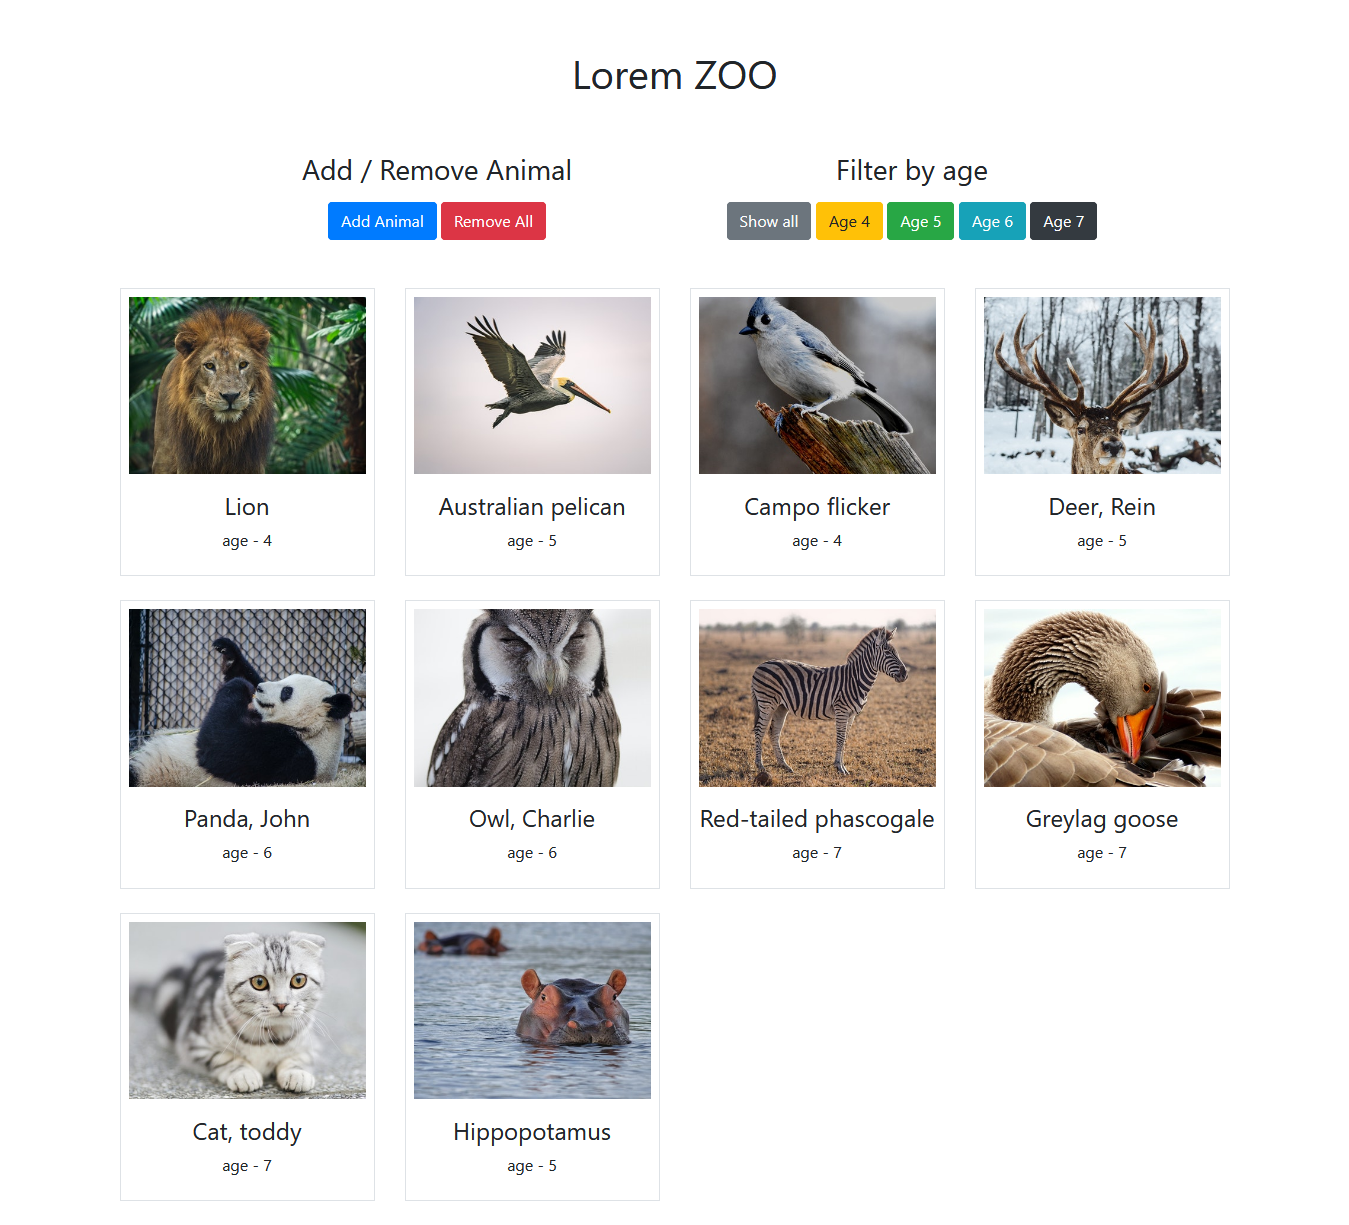 Lorem ZOO
Add / Remove Animal
Add Animal Remove All
Filter by age
Show all Age 4 Age 5 Age 6 Age 7
Lion
age - 4
Australian pelican
age - 5
Campo flicker
age - 4
Deer, Rein
age - 5
Panda, John
age - 6
Owl, Charlie
age - 6
Red-tailed phascogale
age - 7
Greylag goose
age - 7
Cat, toddy
age - 7
Hippopotamus
age - 5